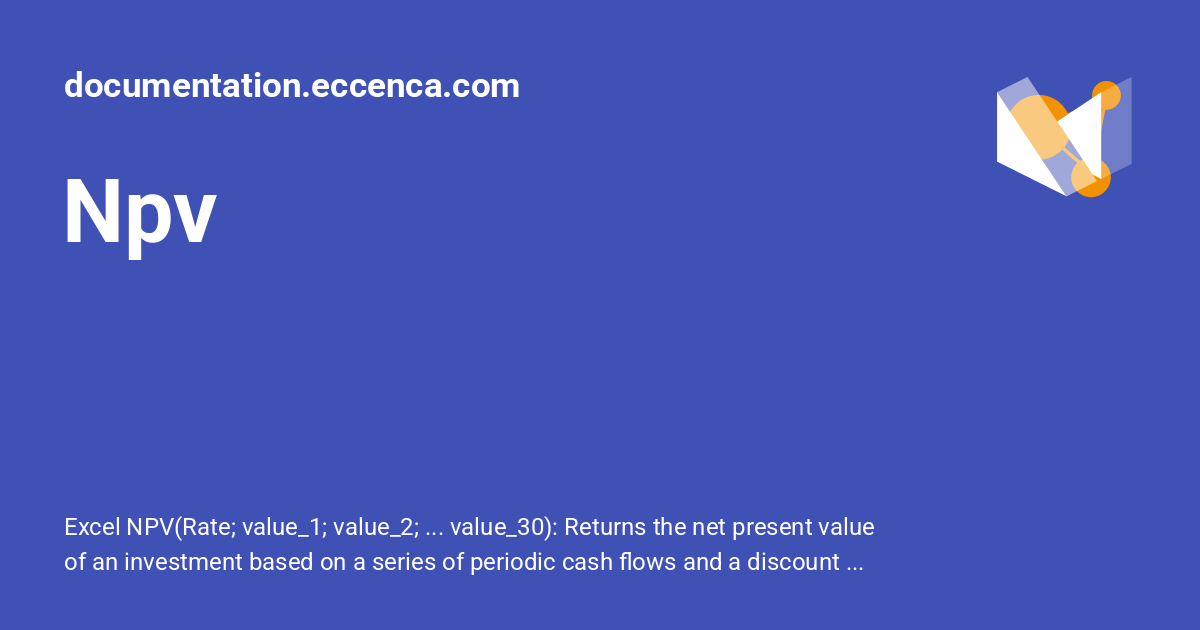 documentation.eccenca.com
Npv
Excel NPV(Rate; value_1; value_2; ... value_30): Returns the net present value
of an investment based on a series of periodic cash flows and a discount ...